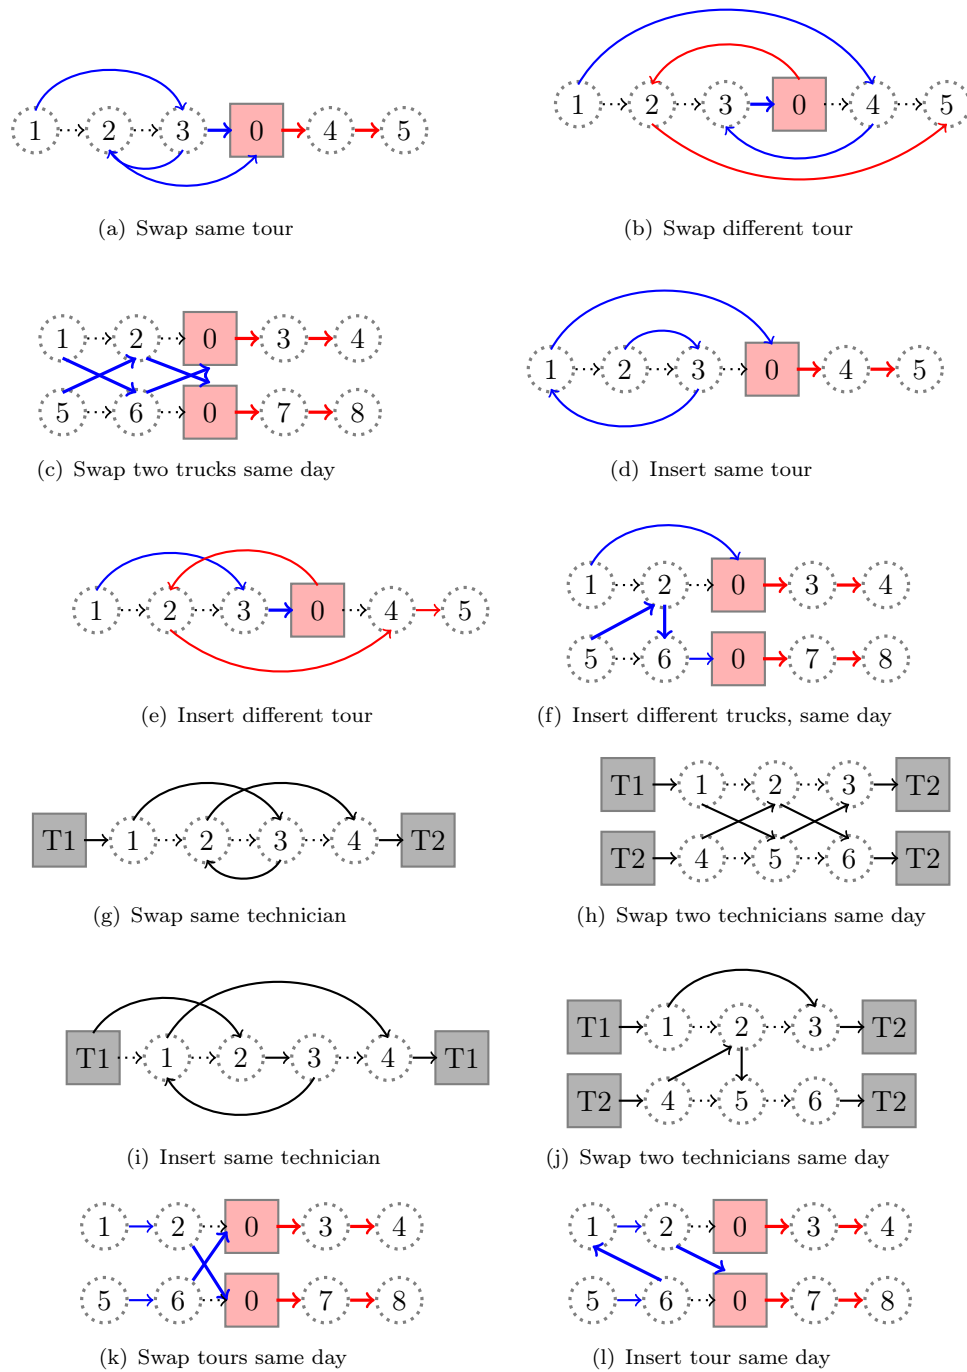 1 2 3 0 4 5
1 2 3 0 4 5
(a) Swap same tour
(b) Swap different tour
1 2 0 3 4
5 6 0 7 8
1 2 3 0 4 5
(c) Swap two trucks same day
(d) Insert same tour
1 2 3 0 4 5
1 2 0 3 4
5 6 0 7 8
(e) Insert different tour
(f) Insert different trucks, same day
T1 1 2 3 4 T2
T1 1 2 3 T2
T2 4 5 6 T2
(g) Swap same technician
(h) Swap two technicians same day
T1 1 2 3 4 T1
T1 1 2 3 T2
T2 4 5 6 T2
(i) Insert same technician
(j) Swap two technicians same day
1 2 0 3 4
5 6 0 7 8
1 2 0 3 4
5 6 0 7 8
(k) Swap tours same day
(l) Insert tour same day